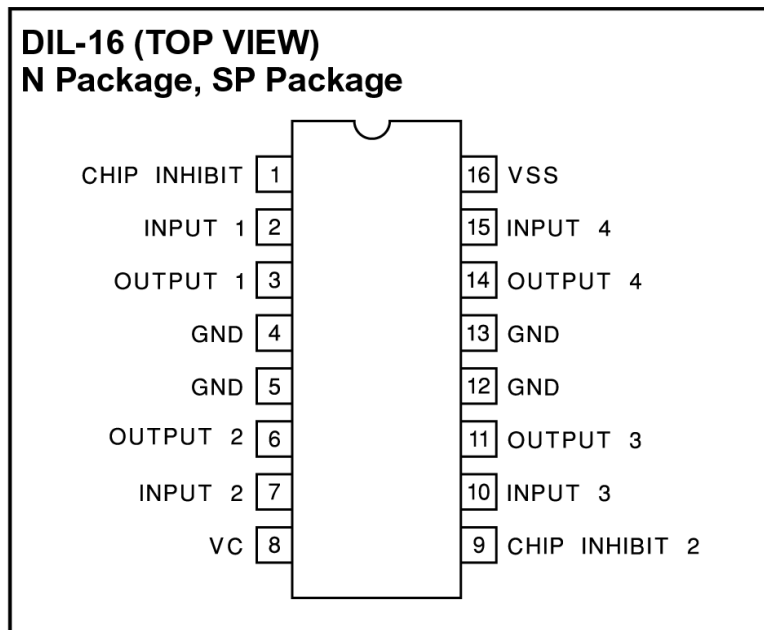 DIL-16 (TOP VIEW)
N Package, SP Package
CHIP INHIBIT 1 16 VSS
INPUT 1 2 15 INPUT 4
OUTPUT 1 3 14 OUTPUT 4
GND 4 13 GND
GND 5 12 GND
OUTPUT 2 6 11 OUTPUT 3
INPUT 2 7 10 INPUT 3
VC 8 9 CHIP INHIBIT 2